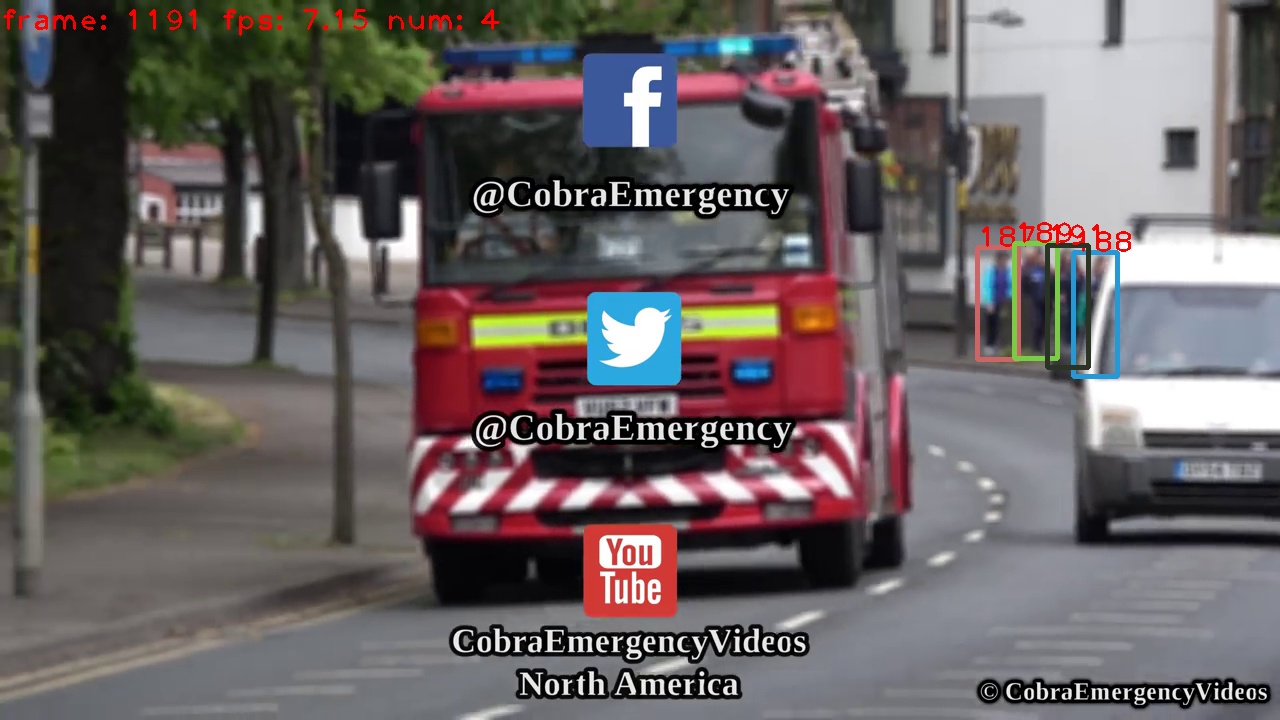 frame: 1191 fps: 7.15 num: 4
f
@CobraEmergency
@CobraEmergency
You
Tube
CobraEmergencyVideos
North America
© CobraEmergencyVideos